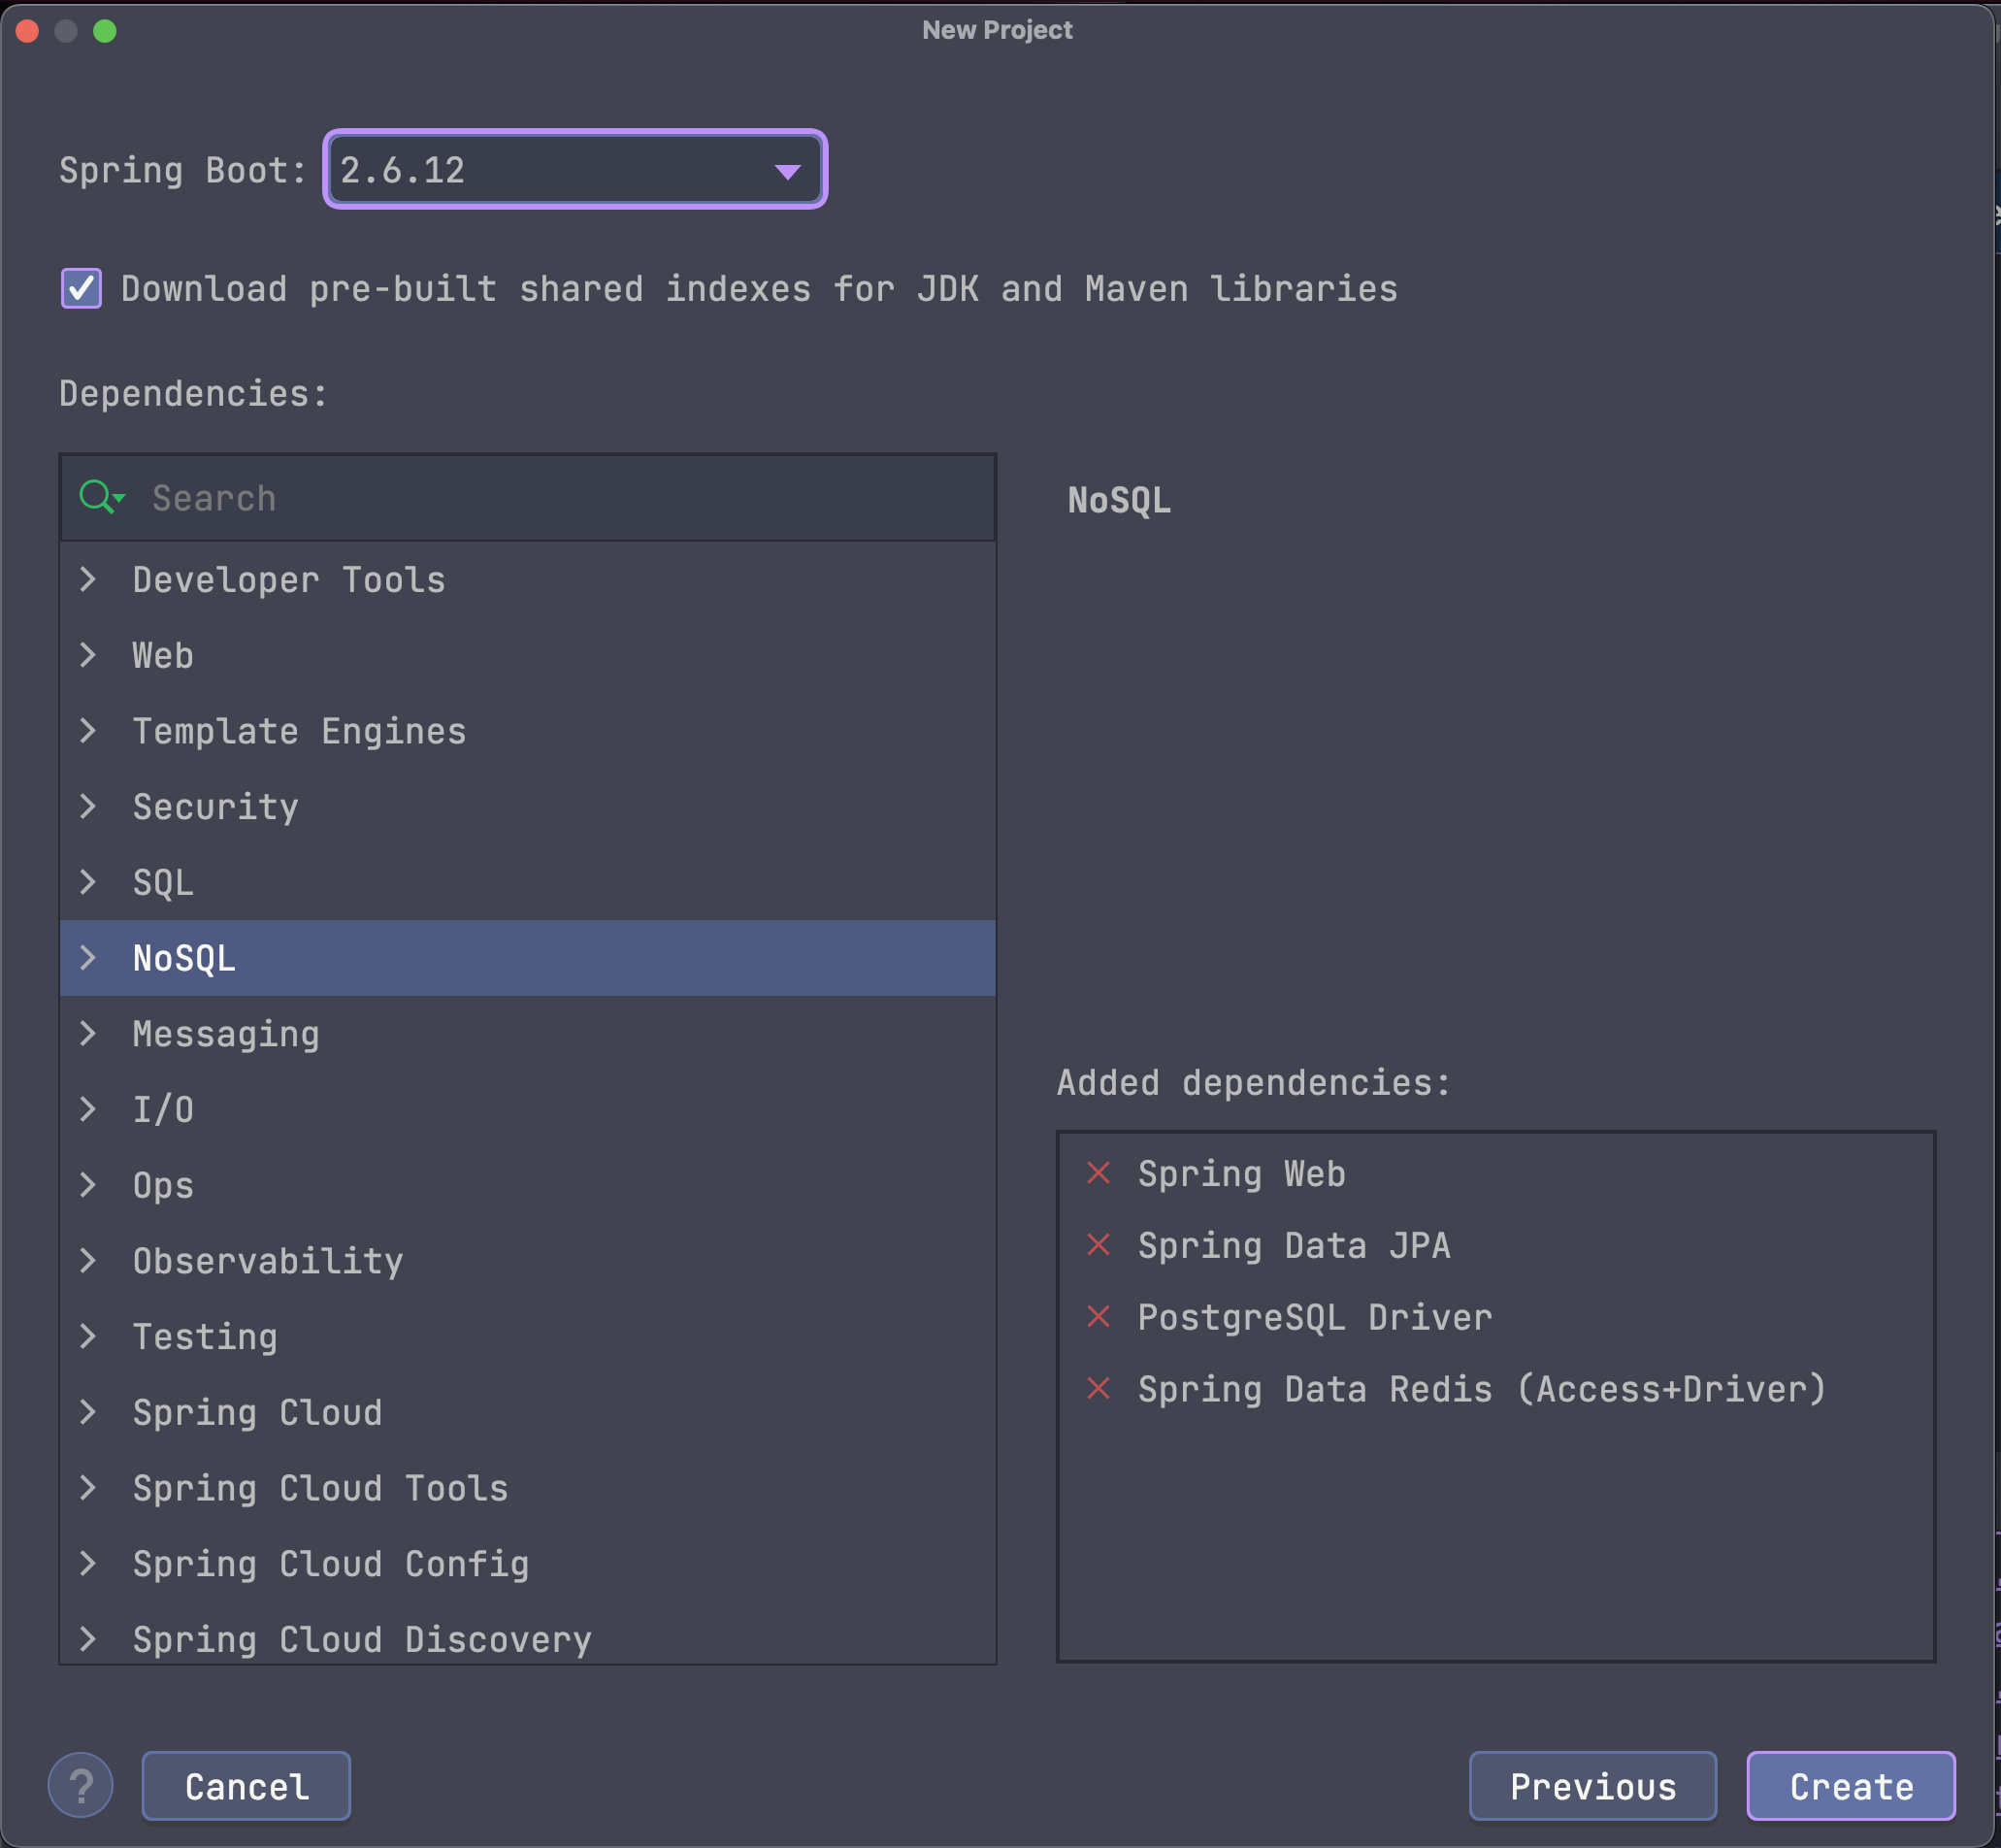 New Project
Spring Boot: 2.6.12
Download pre-built shared indexes for JDK and Maven libraries
Dependencies:
Search
Developer Tools
Web
Template Engines
Security
SQL
NoSQL
Messaging
I/O
Ops
Observability
Testing
Spring Cloud
Spring Cloud Tools
Spring Cloud Config
Spring Cloud Discovery
NoSQL
Added dependencies:
Spring Web
Spring Data JPA
PostgreSQL Driver
Spring Data Redis (Access+Driver)
?
Cancel
Previous
Create